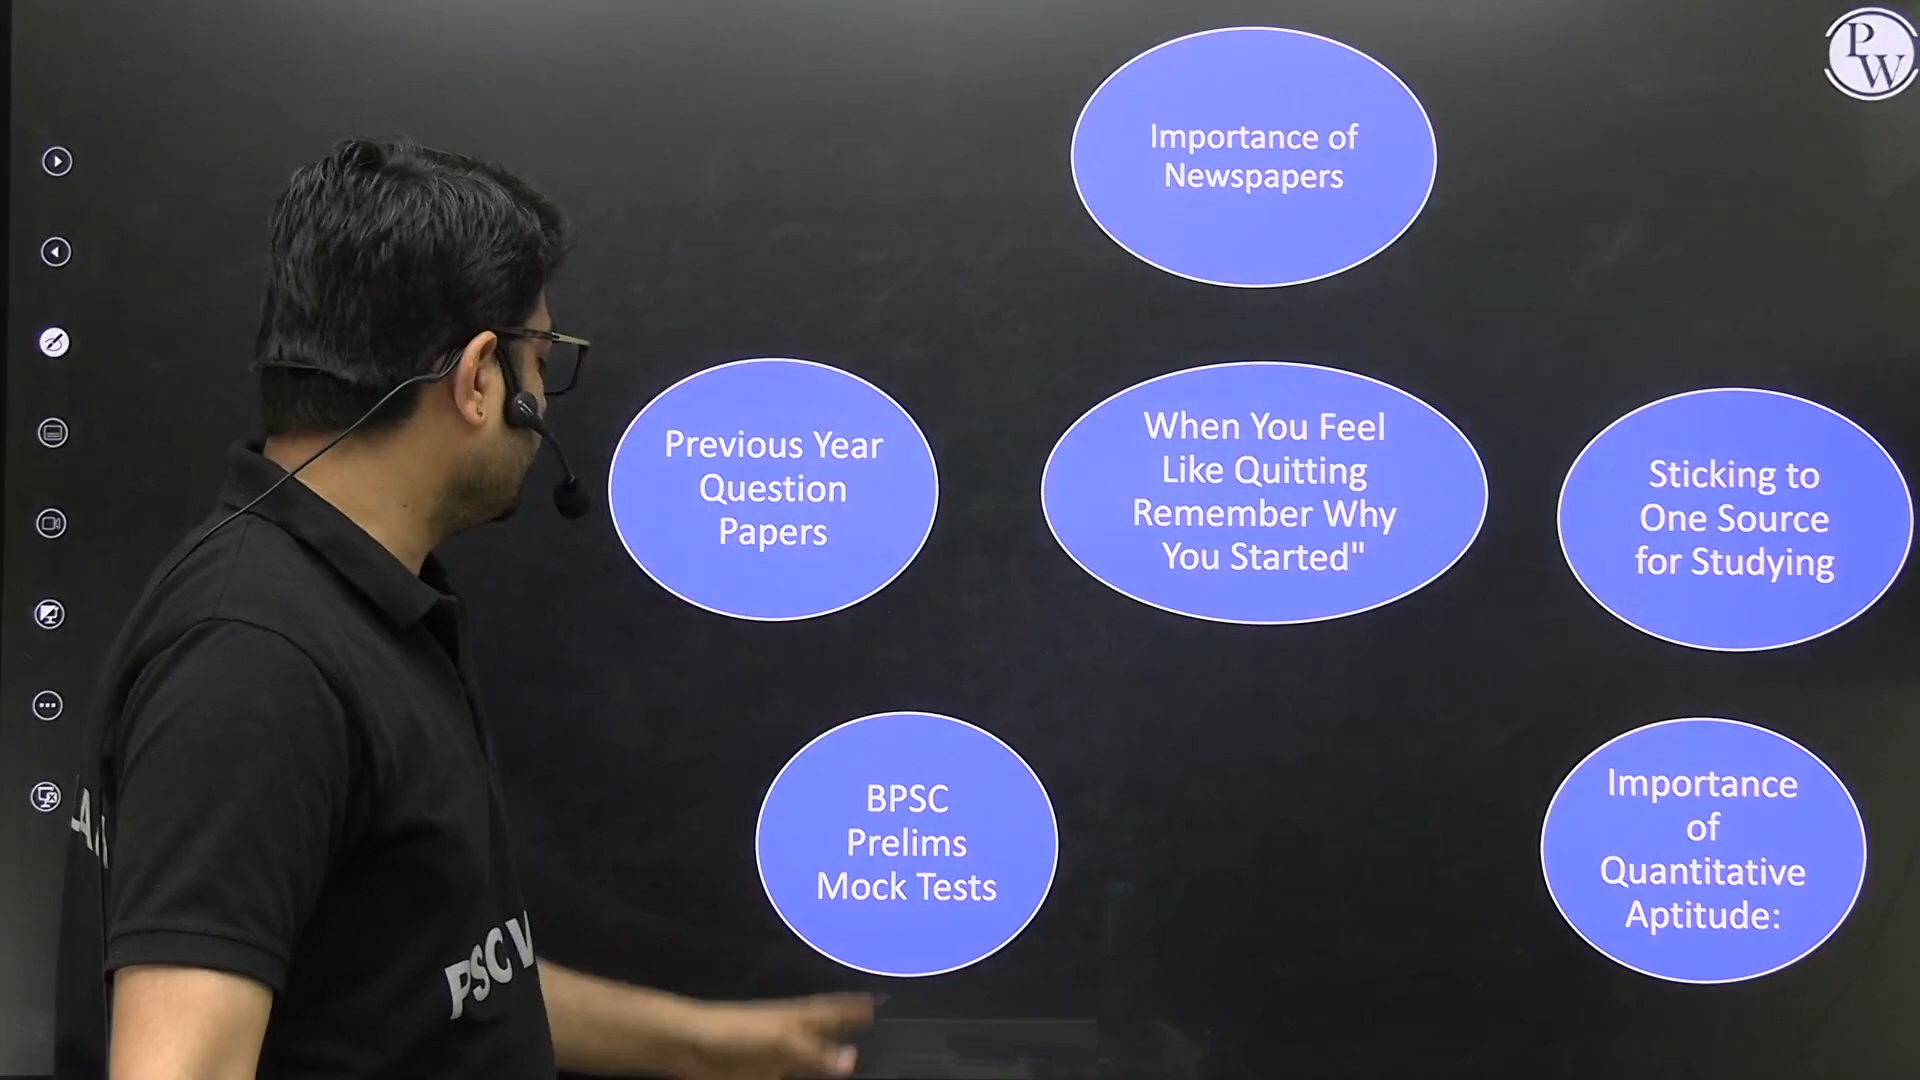 PW
Importance of
Newspapers
Previous Year
Question
Papers
When You Feel
Like Quitting
Remember Why
You Started"
Sticking to
One Source
for Studying
BPSC
Prelims
Mock Tests
Importance
of
Quantitative
Aptitude:
PSC W